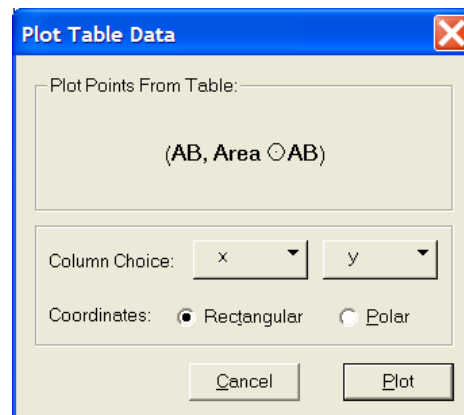 Plot Table Data
Plot Points From Table:
(AB, Area ⊙AB)
Column Choice: x y
Coordinates: Rectangular Polar
Cancel Plot